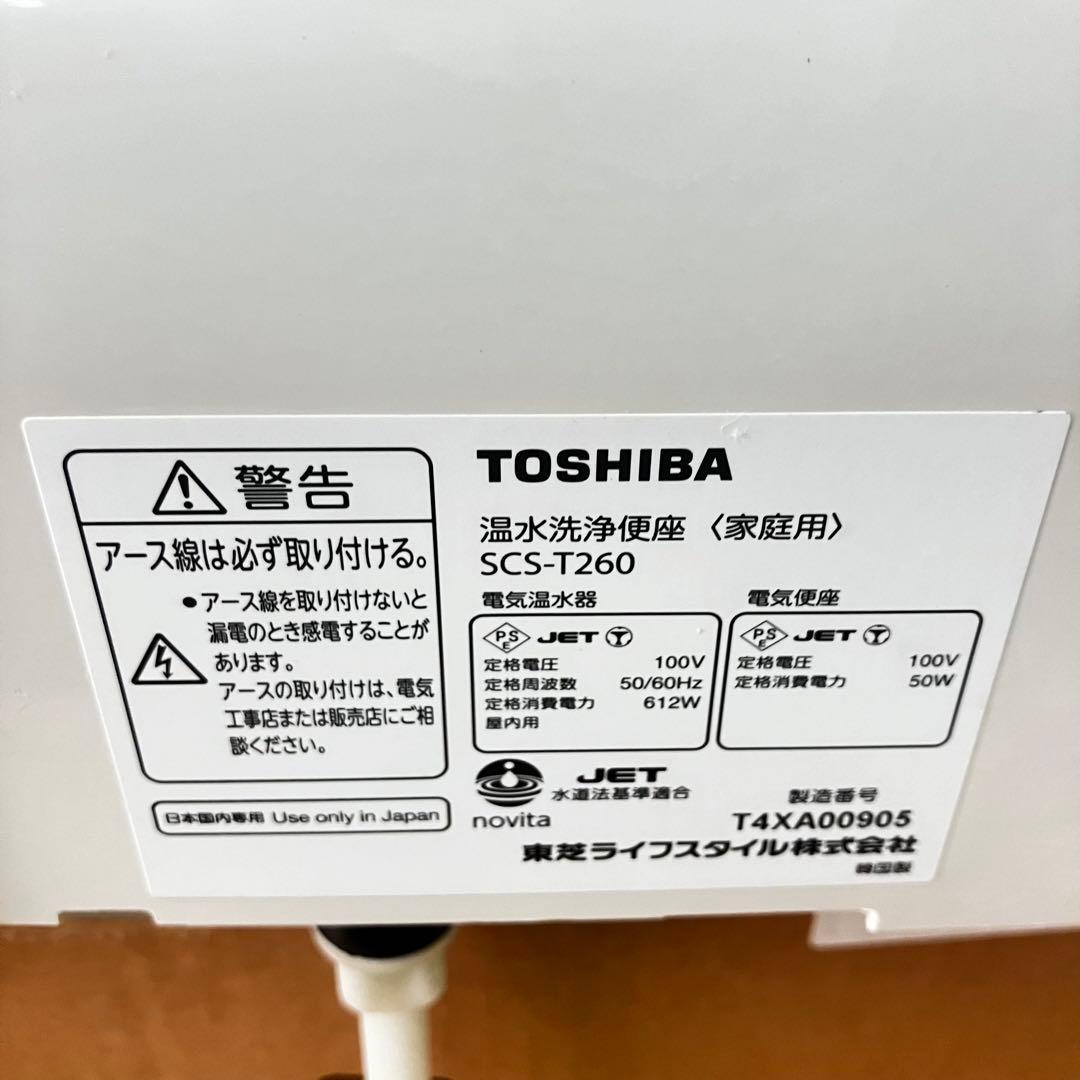 警告
アース線は必ず取り付ける。
●アース線を取り付けないと
漏電のとき感電することが
あります。
アースの取り付けは、電気
工事店または販売店にご相
談ください。
日本国内専用 Use only in Japan
TOSHIBA
温水洗浄便座〈家庭用〉
SCS-T260
電気温水器
PSE JET
定格電圧 100V
定格周波数 50/60Hz
定格消費電力 612W
屋内用
電気便座
PSE JET
定格電圧 100V
定格消費電力 50W
novita
JET
水道法基準適合
製造番号
T4XA00905
東芝ライフスタイル株式会社
韓国製